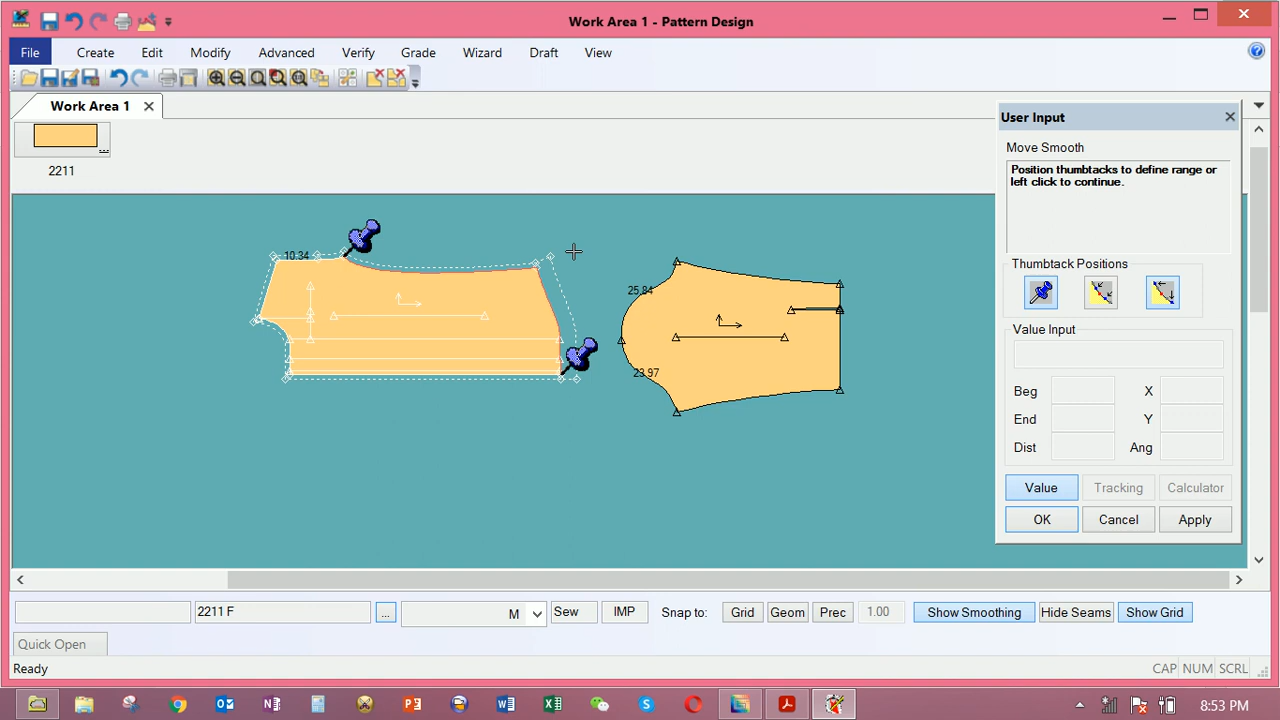 Work Area 1 - Pattern Design
File Create Edit Modify Advanced Verify Grade Wizard Draft View
Work Area 1
2211
User Input
Move Smooth
Position thumbtacks to define range or
left click to continue.
Thumbtack Positions
Value Input
Beg X
End Y
Dist Ang
Value Tracking Calculator
OK Cancel Apply
10.34
25.84
23.97
2211 F ... M Sew IMP Snap to: Grid Geom Prec 1.00 Show Smoothing Hide Seams Show Grid
Quick Open
Ready CAP NUM SCRL
8:53 PM